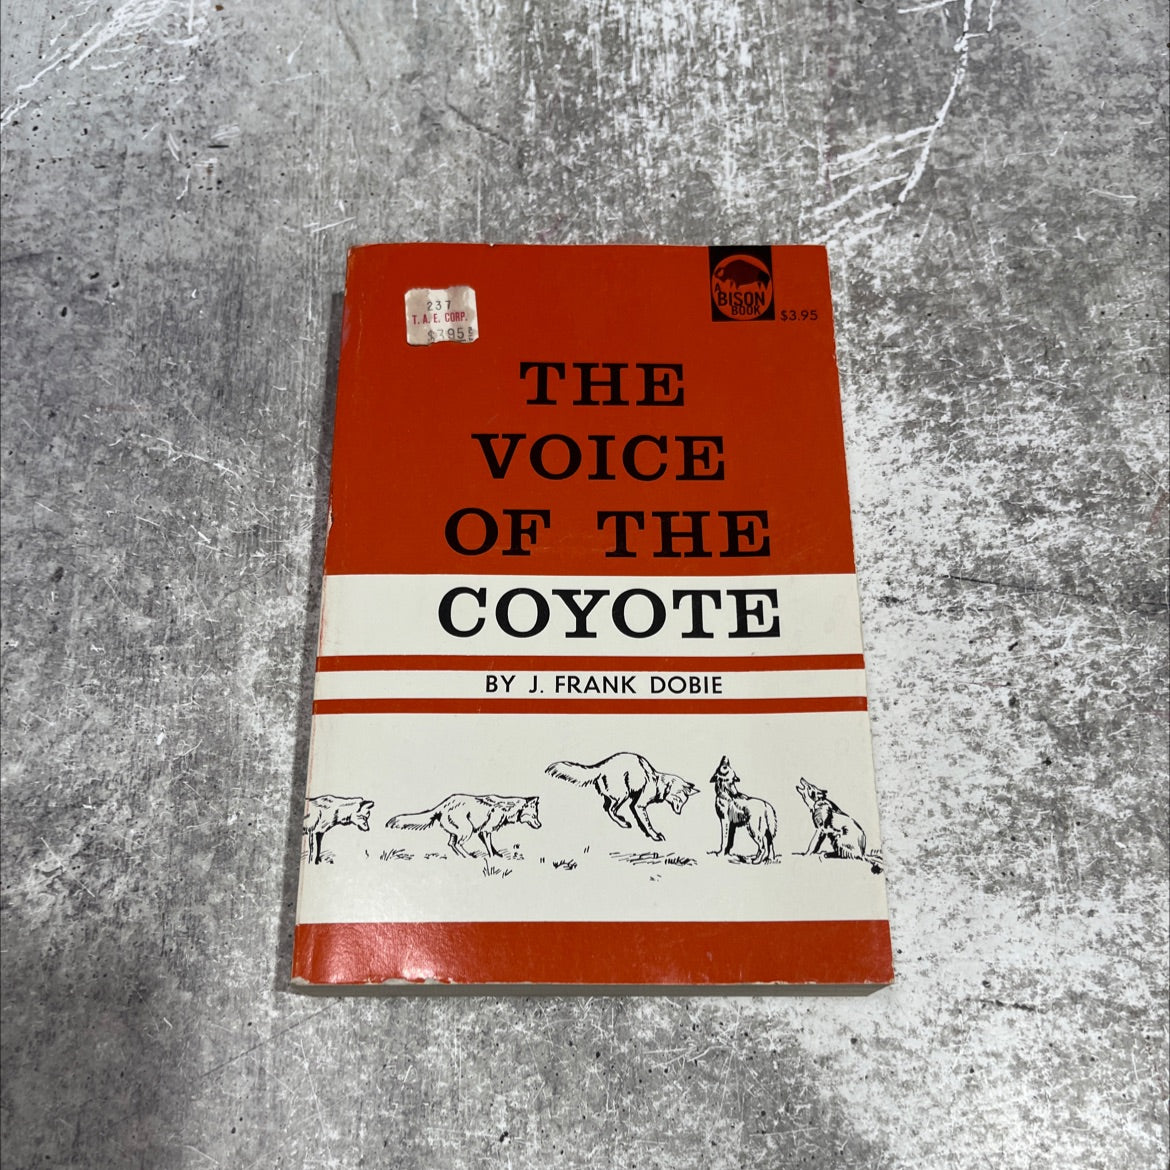 237
T. A. E. CORP.
$3.95
A
BISON
BOOK
$3.95
THE
VOICE
OF THE
COYOTE
BY J. FRANK DOBIE